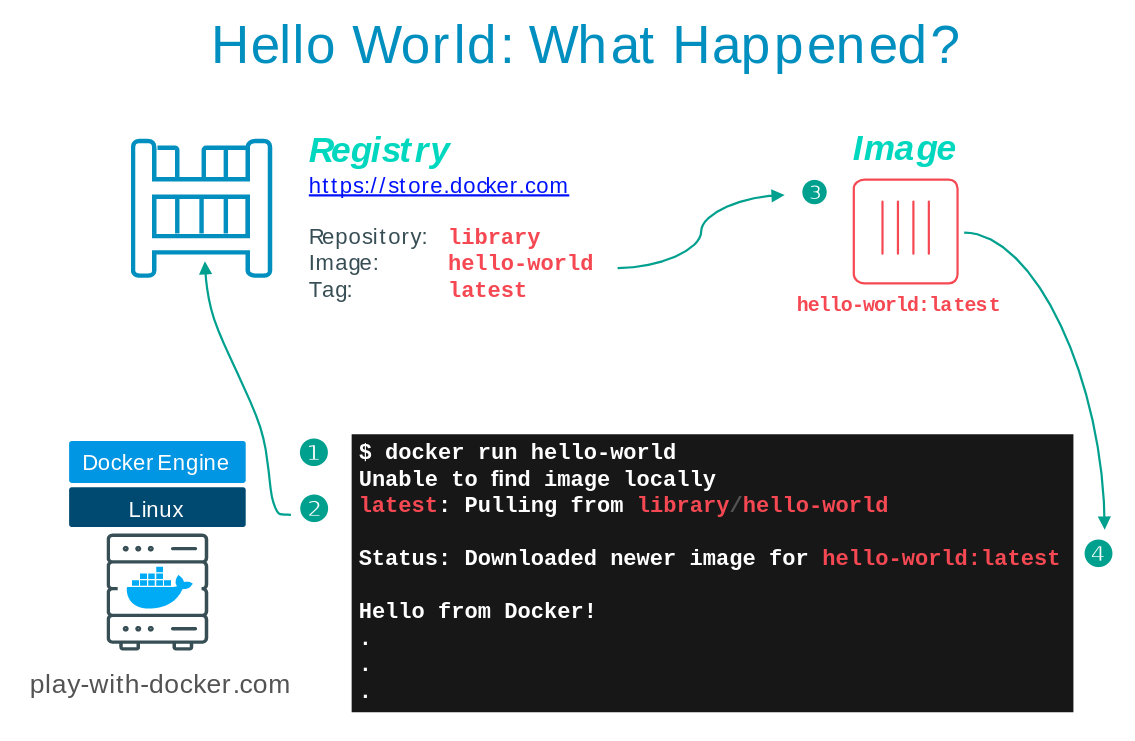 Hello World: What Happened?
Registry
https://store.docker.com
Repository: library
Image: hello-world
Tag: latest
3
Image
hello-world:latest
Docker Engine
Linux
play-with-docker.com
1
2
$ docker run hello-world
Unable to find image locally
latest: Pulling from library/hello-world
Status: Downloaded newer image for hello-world:latest
Hello from Docker!
.
.
.
4